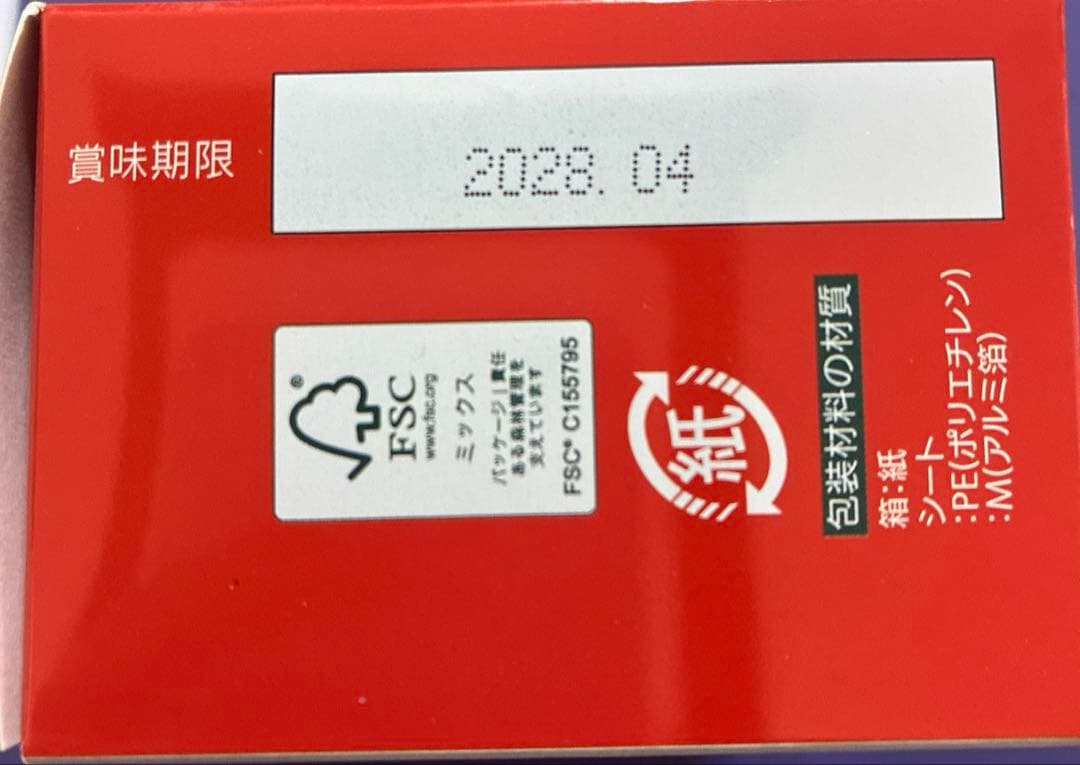 賞味期限
2028. 04
®
FSC
www.fsc.org
ミックス
パッケージ | 責任
ある森林管理を
支えています
FSC® C155795
紙
包装材料の材質
箱:紙
シート
:PE(ポリエチレン)
:M(アルミ箔)